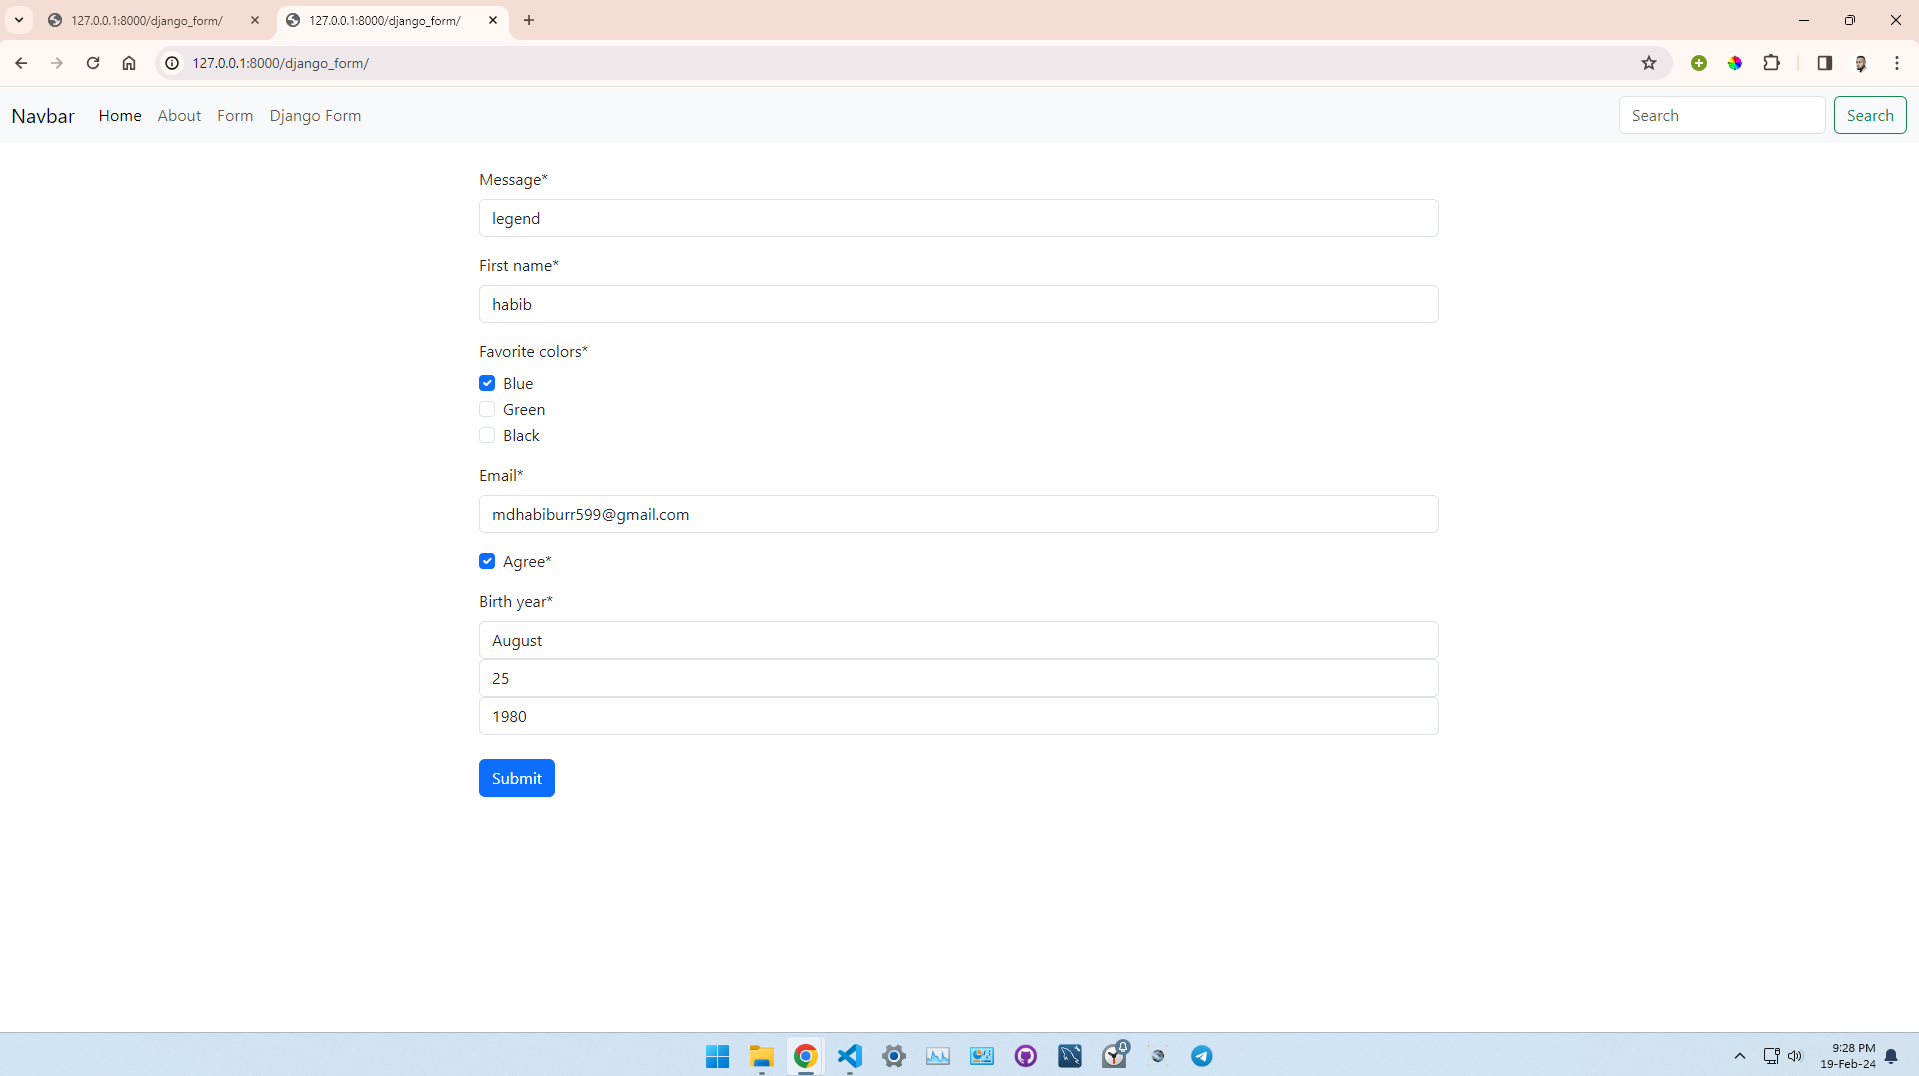 127.0.0.1:8000/django_form/
127.0.0.1:8000/django_form/
127.0.0.1:8000/django_form/
Navbar Home About Form Django Form Search Search
Message*
legend
First name*
habib
Favorite colors*
Blue
Green
Black
Email*
mdhabiburr599@gmail.com
Agree*
Birth year*
August
25
1980
Submit
9:28 PM
19-Feb-24